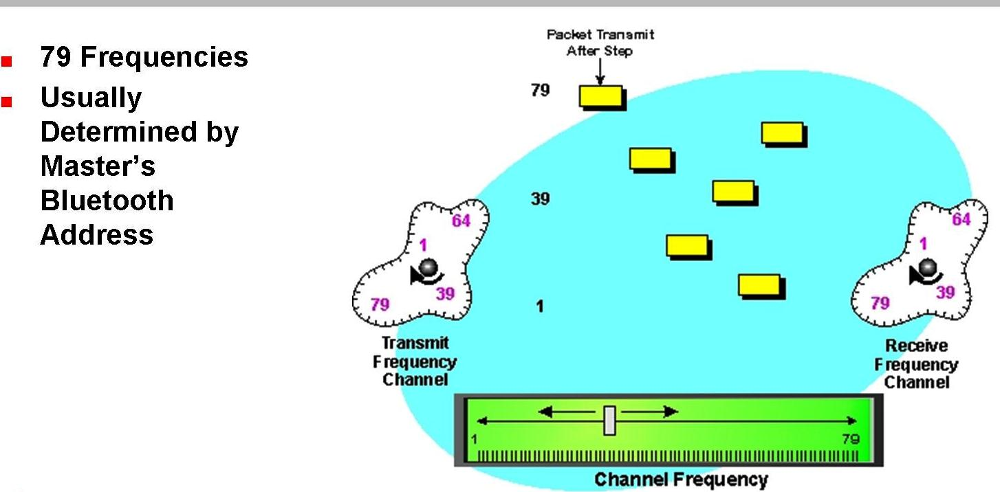 79 Frequencies
Usually
Determined by
Master's
Bluetooth
Address
Packet Transmit
After Step
79
39
1
64
1
39
79
Transmit
Frequency
Channel
64
1
39
79
Receive
Frequency
Channel
1
79
Channel Frequency